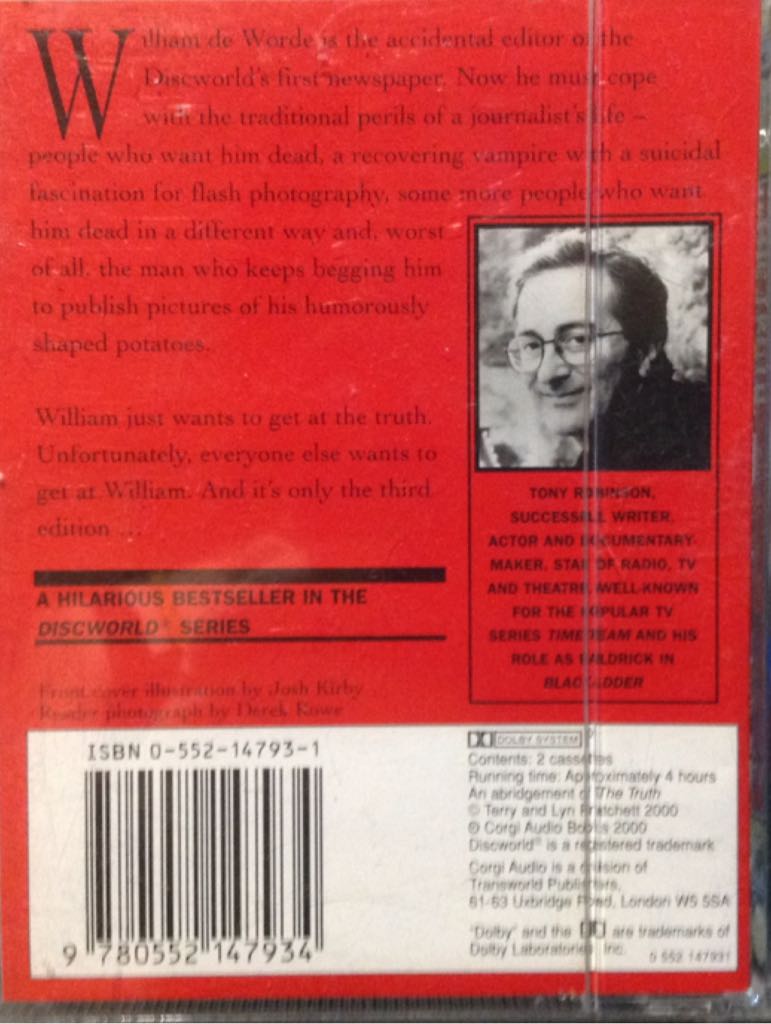 William de Worde is the accidental editor of the
Discworld's first newspaper. Now he must cope
with the traditional perils of a journalist's life –
people who want him dead, a recovering vampire with a suicidal
fascination for flash photography, some more people who want
him dead in a different way and, worst
of all, the man who keeps begging him
to publish pictures of his humorously
shaped potatoes.
William just wants to get at the truth.
Unfortunately, everyone else wants to
get at William. And it's only the third
edition ...
A HILARIOUS BESTSELLER IN THE
DISCWORLD® SERIES
Front cover illustration by Josh Kirby
Reader photograph by Derek Rowe
TONY ROBINSON,
SUCCESSFUL WRITER,
ACTOR AND DOCUMENTARY-
MAKER, STAR OF RADIO, TV
AND THEATRE, WELL-KNOWN
FOR THE POPULAR TV
SERIES TIME TEAM AND HIS
ROLE AS BALDRICK IN
BLACKADDER
ISBN 0-552-14793-1
9 780552 147934
DOLBY SYSTEM
Contents: 2 cassettes
Running time: Approximately 4 hours
An abridgement of The Truth
© Terry and Lyn Pratchett 2000
℗ Corgi Audio Books 2000
Discworld® is a registered trademark
Corgi Audio is a division of
Transworld Publishers,
61-63 Uxbridge Road, London W5 5SA
'Dolby' and the are trademarks of
Dolby Laboratories Inc.
0 552 147931